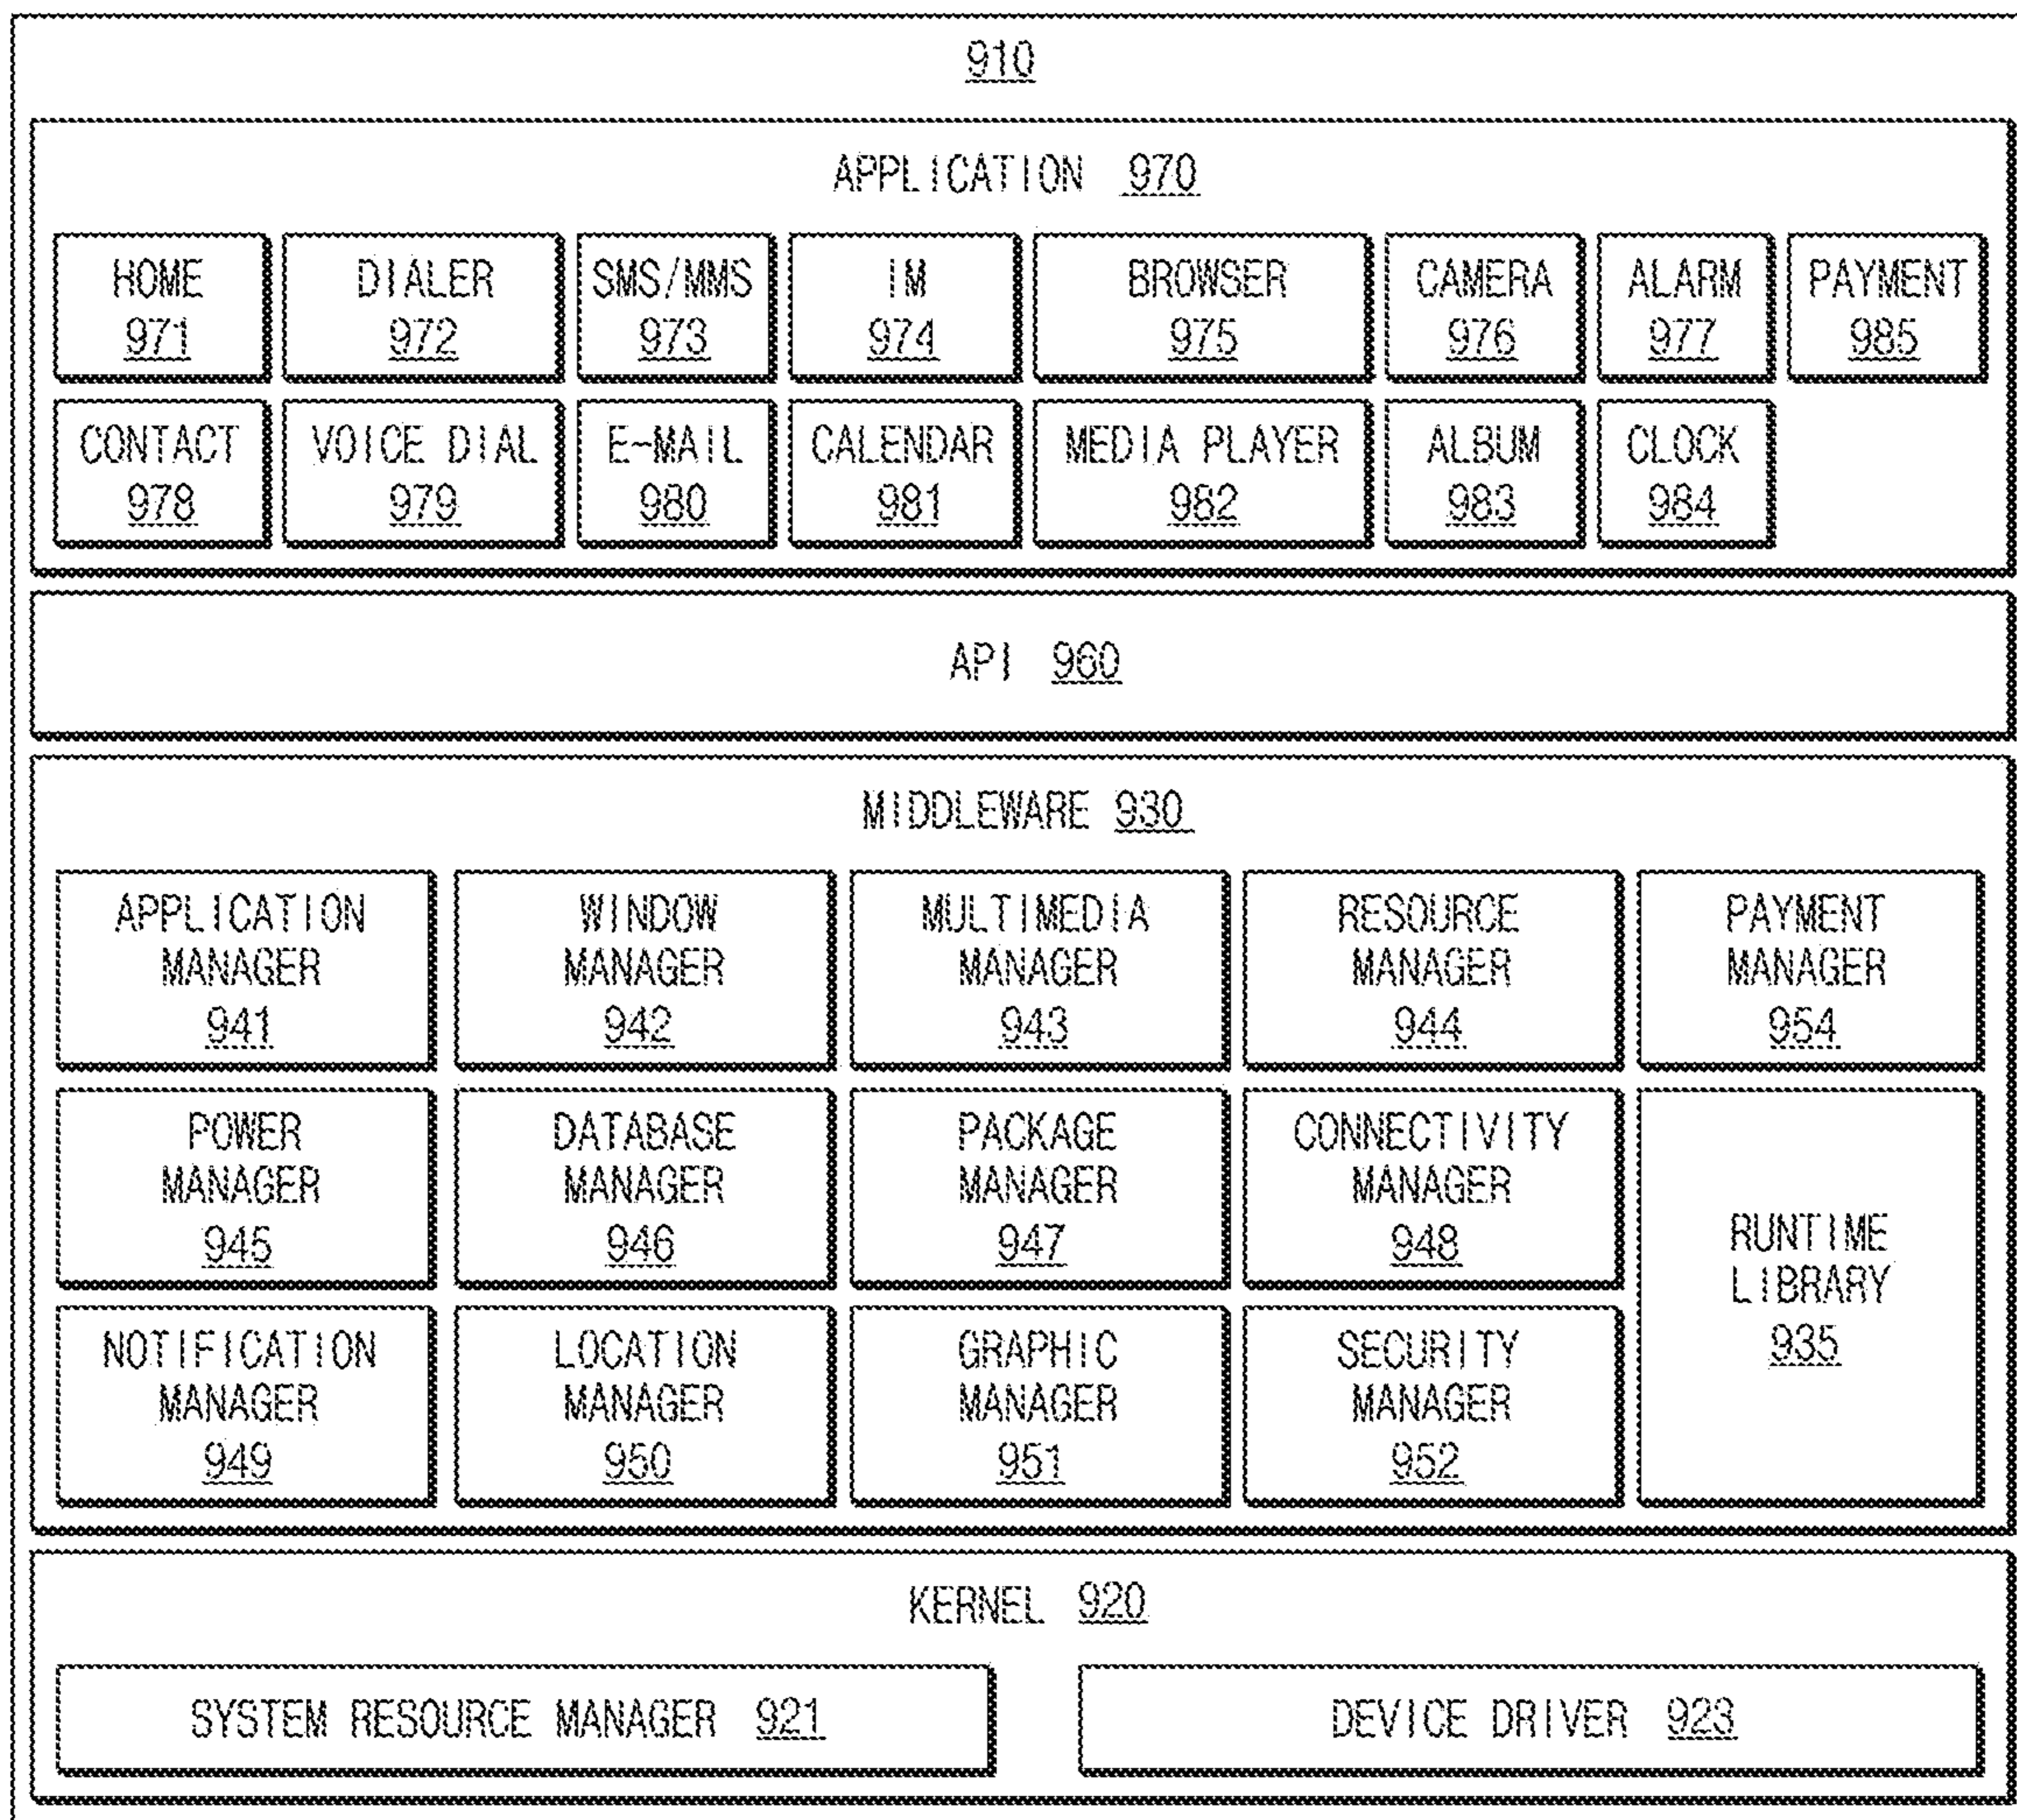 910
APPLICATION 970
HOME
971
DIALER
972
SMS/MMS
973
IM
974
BROWSER
975
CAMERA
976
ALARM
977
PAYMENT
985
CONTACT
978
VOICE DIAL
979
E-MAIL
980
CALENDAR
981
MEDIA PLAYER
982
ALBUM
983
CLOCK
984
API 960
MIDDLEWARE 930
APPLICATION
MANAGER
941
WINDOW
MANAGER
942
MULTIMEDIA
MANAGER
943
RESOURCE
MANAGER
944
PAYMENT
MANAGER
954
POWER
MANAGER
945
DATABASE
MANAGER
946
PACKAGE
MANAGER
947
CONNECTIVITY
MANAGER
948
RUNTIME
LIBRARY
935
NOTIFICATION
MANAGER
949
LOCATION
MANAGER
950
GRAPHIC
MANAGER
951
SECURITY
MANAGER
952
KERNEL 920
SYSTEM RESOURCE MANAGER 921
DEVICE DRIVER 923